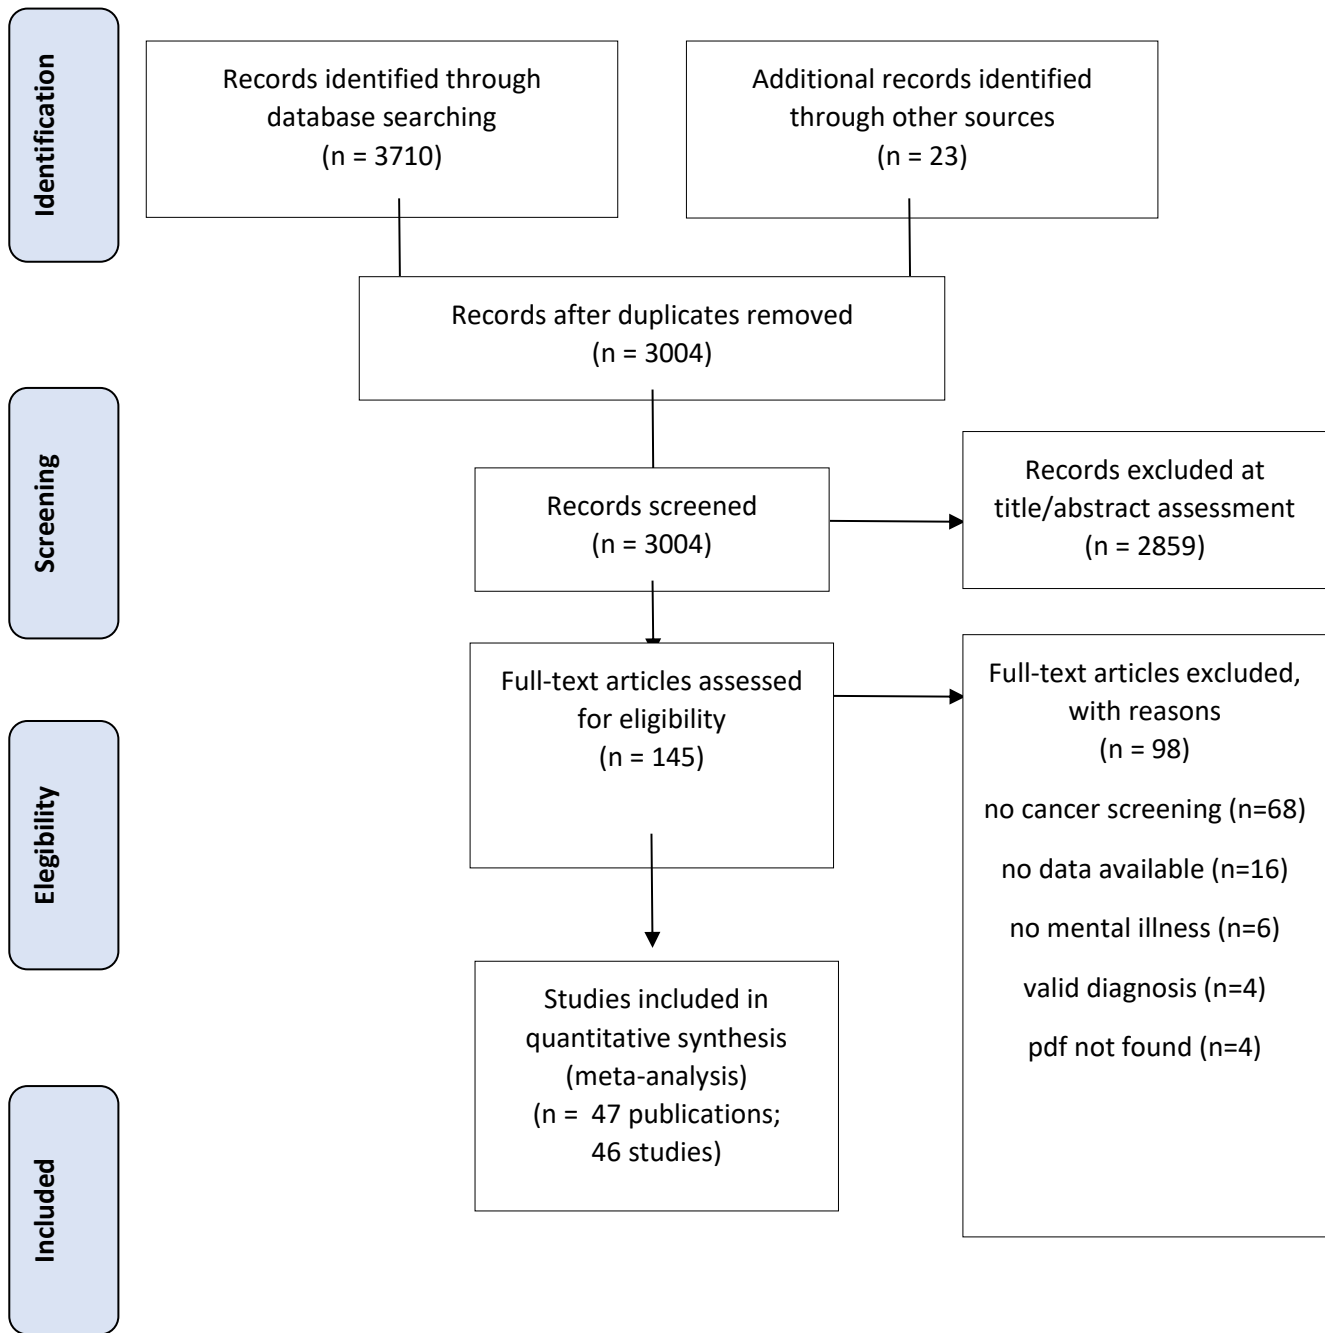 Identification
Records identified through
database searching
(n = 3710)
Additional records identified
through other sources
(n = 23)
Records after duplicates removed
(n = 3004)
Screening
Records screened
(n = 3004)
Records excluded at
title/abstract assessment
(n = 2859)
Elegibility
Full-text articles assessed
for eligibility
(n = 145)
Full-text articles excluded,
with reasons
(n = 98)
no cancer screening (n=68)
no data available (n=16)
no mental illness (n=6)
valid diagnosis (n=4)
pdf not found (n=4)
Included
Studies included in
quantitative synthesis
(meta-analysis)
(n = 47 publications;
46 studies)